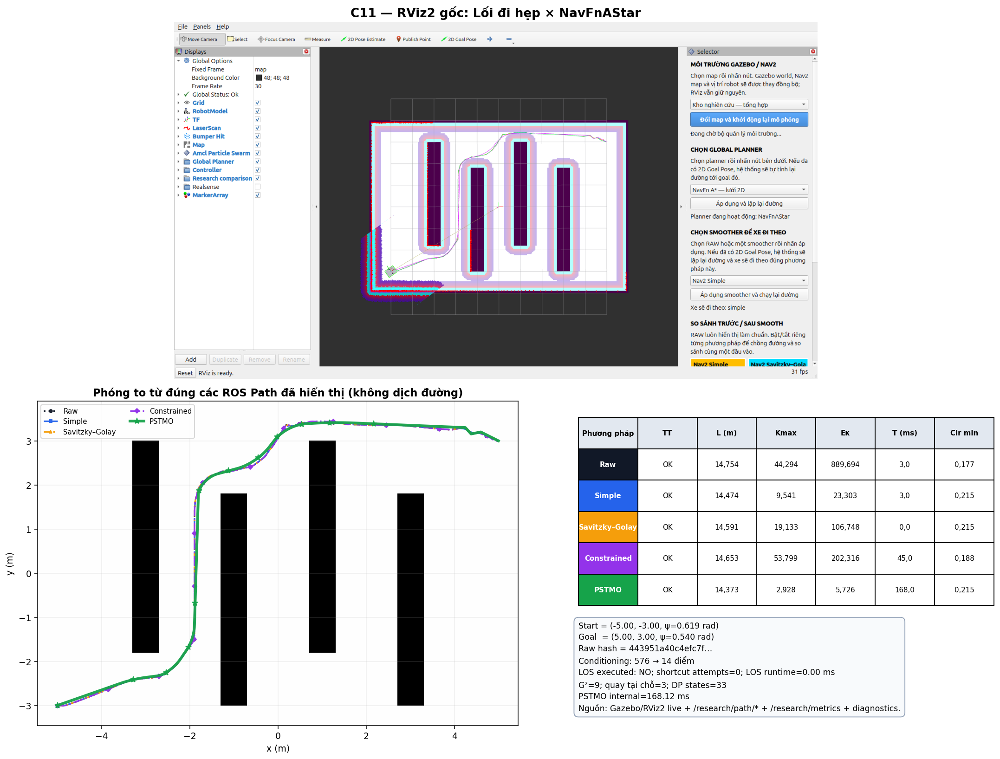 C11 — RViz2 gốc: Lối đi hẹp × NavFnAStar
File Panels Help
Move Camera Select Focus Camera Measure 2D Pose Estimate Publish Point 2D Goal Pose
Displays
Global Options
Fixed Frame map
Background Color 48; 48; 48
Frame Rate 30
Global Status: Ok
Grid
RobotModel
TF
LaserScan
Bumper Hit
Map
Amcl Particle Swarm
Global Planner
Controller
Research comparison
Realsense
MarkerArray
Add Duplicate Remove Rename
Reset RViz is ready.
31 fps
Selector
MÔI TRƯỜNG GAZEBO / NAV2
Chọn map rồi nhấn nút. Gazebo world, Nav2
map và vị trí robot sẽ được thay đồng bộ;
RViz vẫn giữ nguyên.
Kho nghiên cứu — tổng hợp
Đổi map và khởi động lại mô phỏng
Đang chờ bộ quản lý môi trường...
CHỌN GLOBAL PLANNER
Chọn planner rồi nhấn nút bên dưới. Nếu đã
có 2D Goal Pose, hệ thống sẽ tự tính lại
đường tới goal đó.
NavFn A* — lưới 2D
Áp dụng và lập lại đường
Planner đang hoạt động: NavFnAStar
CHỌN SMOOTHER ĐỂ XE ĐI THEO
Chọn RAW hoặc một smoother rồi nhấn áp
dụng. Nếu đã có 2D Goal Pose, hệ thống sẽ
lập lại đường và xe sẽ đi theo đúng phương
pháp này.
Nav2 Simple
Áp dụng smoother và chạy lại đường
Xe sẽ đi theo: simple
SO SÁNH TRƯỚC / SAU SMOOTH
RAW luôn hiển thị làm chuẩn. Bật/tắt riêng
từng phương pháp để chồng đường và so
sánh cùng một đầu vào.
Nav2 Simple Nav2 Savitzky–Gola
Phóng to từ đúng các ROS Path đã hiển thị (không dịch đường)
Raw Constrained
Simple PSTMO
Savitzky–Golay
3
2
1
0
−1
−2
−3
y (m)
−4 −2 0 2 4
x (m)
Phương pháp TT L (m) Kmax Eκ T (ms) Clr min
Raw OK 14,754 44,294 889,694 3,0 0,177
Simple OK 14,474 9,541 23,303 3,0 0,215
Savitzky–Golay OK 14,591 19,133 106,748 0,0 0,215
Constrained OK 14,653 53,799 202,316 45,0 0,188
PSTMO OK 14,373 2,928 5,726 168,0 0,215
Start = (-5.00, -3.00, ψ=0.619 rad)
Goal  = (5.00, 3.00, ψ=0.540 rad)
Raw hash = 443951a40c4efc7f…
Conditioning: 576 → 14 điểm
LOS executed: NO; shortcut attempts=0; LOS runtime=0.00 ms
G²=9; quay tại chỗ=3; DP states=33
PSTMO internal=168.12 ms
Nguồn: Gazebo/RViz2 live + /research/path/* + /research/metrics + diagnostics.